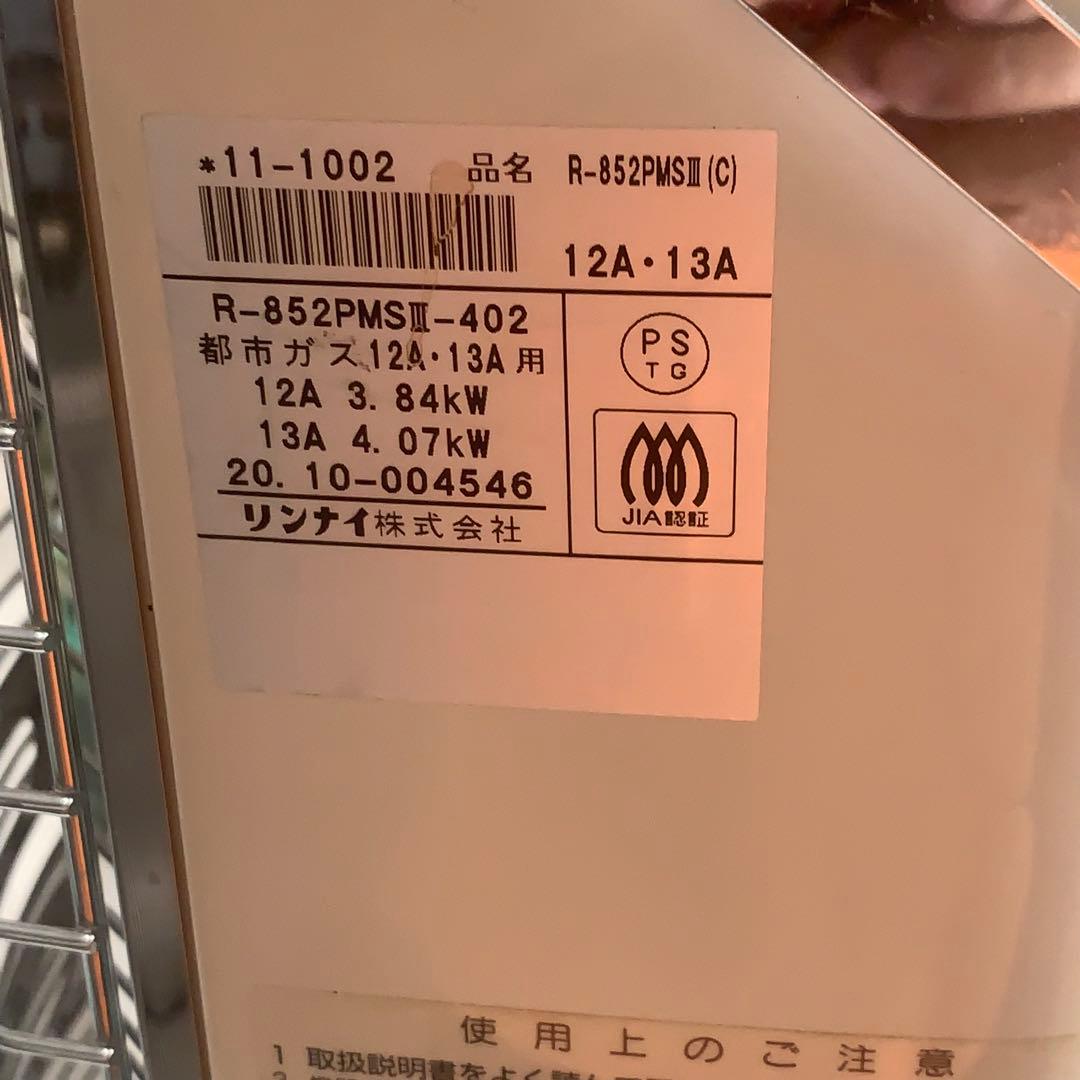 *11-1002 品名 R-852PMSⅢ(C)
12A・13A
R-852PMSⅢ-402
都市ガス12A・13A用
12A 3. 84kW
13A 4. 07kW
20. 10-004546
リンナイ株式会社
PS
TG
JIA認証
使用上のご注意
1 取扱説明書をよく読んで